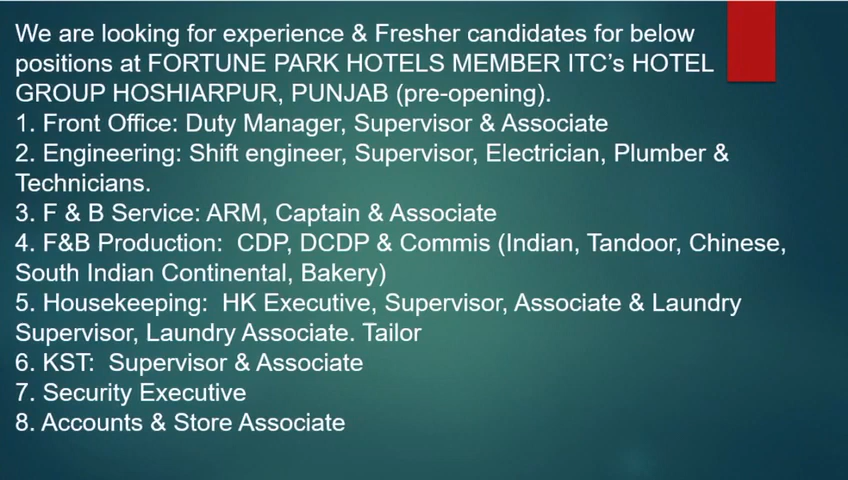 We are looking for experience & Fresher candidates for below
positions at FORTUNE PARK HOTELS MEMBER ITC's HOTEL
GROUP HOSHIARPUR, PUNJAB (pre-opening).
1. Front Office: Duty Manager, Supervisor & Associate
2. Engineering: Shift engineer, Supervisor, Electrician, Plumber &
Technicians.
3. F & B Service: ARM, Captain & Associate
4. F&B Production:  CDP, DCDP & Commis (Indian, Tandoor, Chinese,
South Indian Continental, Bakery)
5. Housekeeping:  HK Executive, Supervisor, Associate & Laundry
Supervisor, Laundry Associate. Tailor
6. KST:  Supervisor & Associate
7. Security Executive
8. Accounts & Store Associate